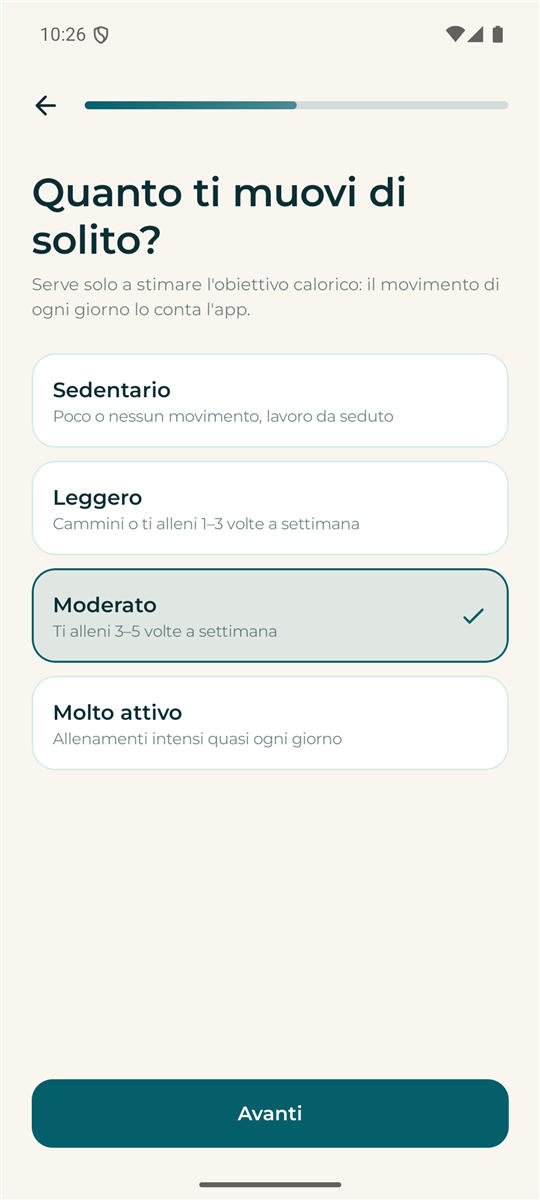 10:26
Quanto ti muovi di
solito?
Serve solo a stimare l'obiettivo calorico: il movimento di
ogni giorno lo conta l'app.
Sedentario
Poco o nessun movimento, lavoro da seduto
Leggero
Cammini o ti alleni 1–3 volte a settimana
Moderato
Ti alleni 3–5 volte a settimana
Molto attivo
Allenamenti intensi quasi ogni giorno
Avanti